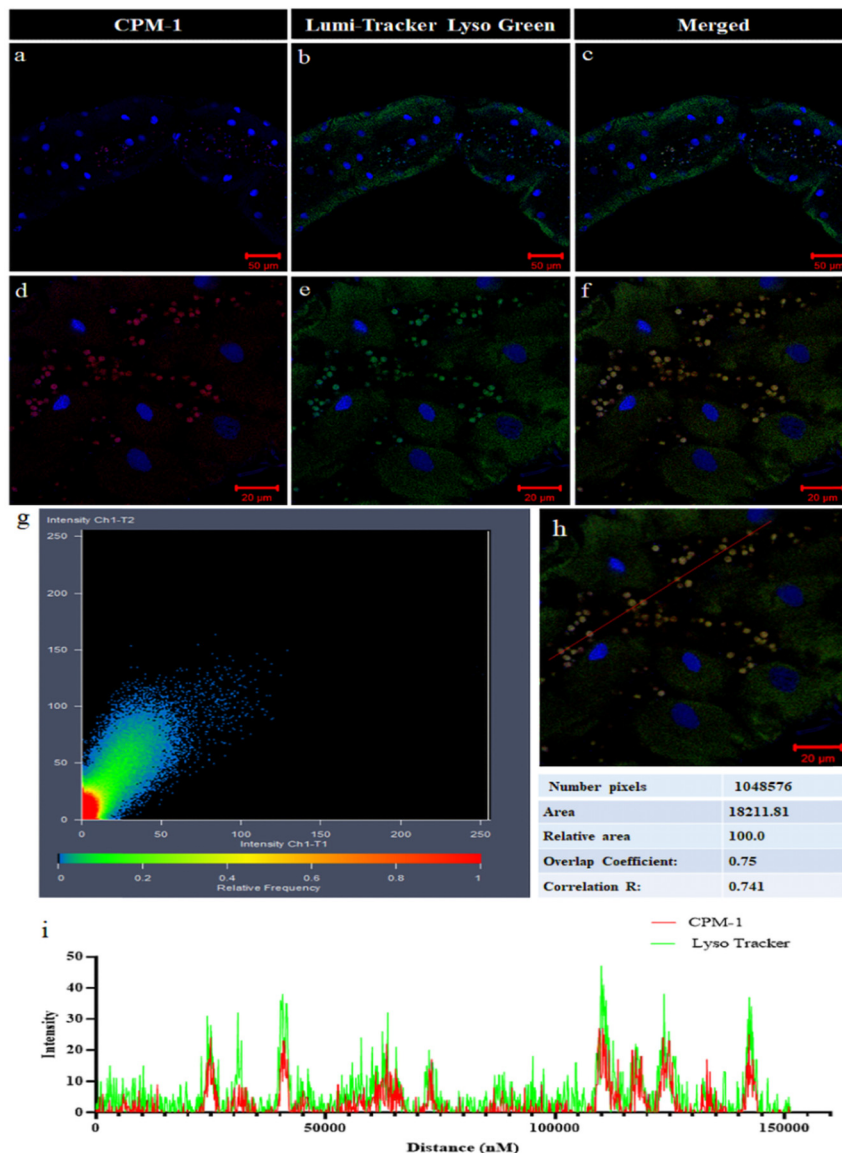 CPM-1 Lumi-Tracker Lyso Green Merged
a b c
50 µm 50 µm 50 µm
d e f
20 µm 20 µm 20 µm
g
Intensity Ch1-T2
250
200
150
100
50
0
0 50 100 150 200 250
Intensity Ch1-T1
0 0.2 0.4 0.6 0.8 1
Relative Frequency
h
20 µm
Number pixels 1048576
Area 18211.81
Relative area 100.0
Overlap Coefficient: 0.75
Correlation R: 0.741
i
CPM-1
Lyso Tracker
50
40
30
20
10
0
Intensity
0 50000 100000 150000
Distance (nM)